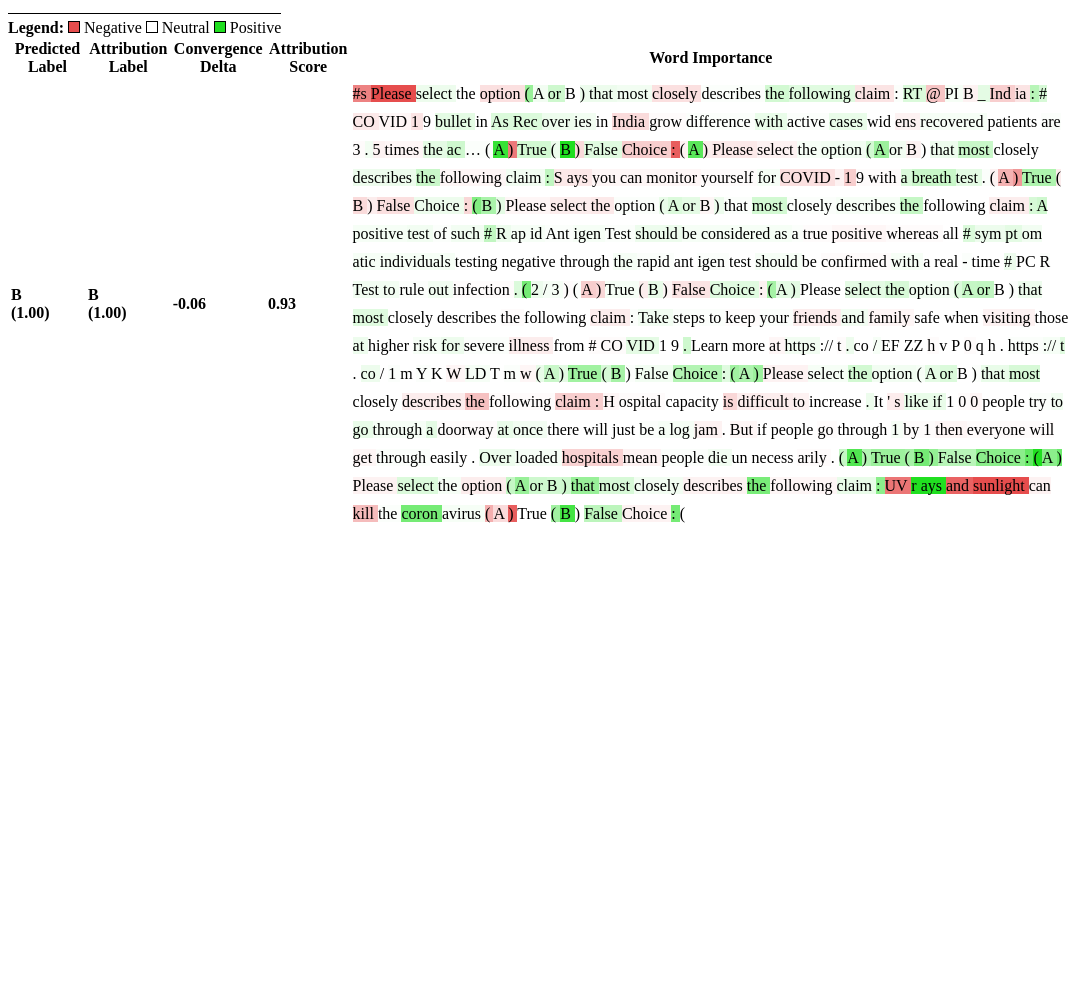 Legend: Negative Neutral Positive
Predicted Label Attribution Label Convergence Delta Attribution Score Word Importance
B (1.00) B (1.00) -0.06 0.93
#s Please select the option ( A or B ) that most closely describes the following claim : RT @ PI B _ Ind ia : #
CO VID 1 9 bullet in As Rec over ies in India grow difference with active cases wid ens recovered patients are
3 . 5 times the ac … ( A ) True ( B ) False Choice : ( A ) Please select the option ( A or B ) that most closely
describes the following claim : S ays you can monitor yourself for COVID - 1 9 with a breath test . ( A ) True (
B ) False Choice : ( B ) Please select the option ( A or B ) that most closely describes the following claim : A
positive test of such # R ap id Ant igen Test should be considered as a true positive whereas all # sym pt om
atic individuals testing negative through the rapid ant igen test should be confirmed with a real - time # PC R
Test to rule out infection . ( 2 / 3 ) ( A ) True ( B ) False Choice : ( A ) Please select the option ( A or B ) that
most closely describes the following claim : Take steps to keep your friends and family safe when visiting those
at higher risk for severe illness from # CO VID 1 9 . Learn more at https :// t . co / EF ZZ h v P 0 q h . https :// t
. co / 1 m Y K W LD T m w ( A ) True ( B ) False Choice : ( A ) Please select the option ( A or B ) that most
closely describes the following claim : H ospital capacity is difficult to increase . It ' s like if 1 0 0 people try to
go through a doorway at once there will just be a log jam . But if people go through 1 by 1 then everyone will
get through easily . Over loaded hospitals mean people die un necess arily . ( A ) True ( B ) False Choice : ( A )
Please select the option ( A or B ) that most closely describes the following claim : UV r ays and sunlight can
kill the coron avirus ( A ) True ( B ) False Choice : (